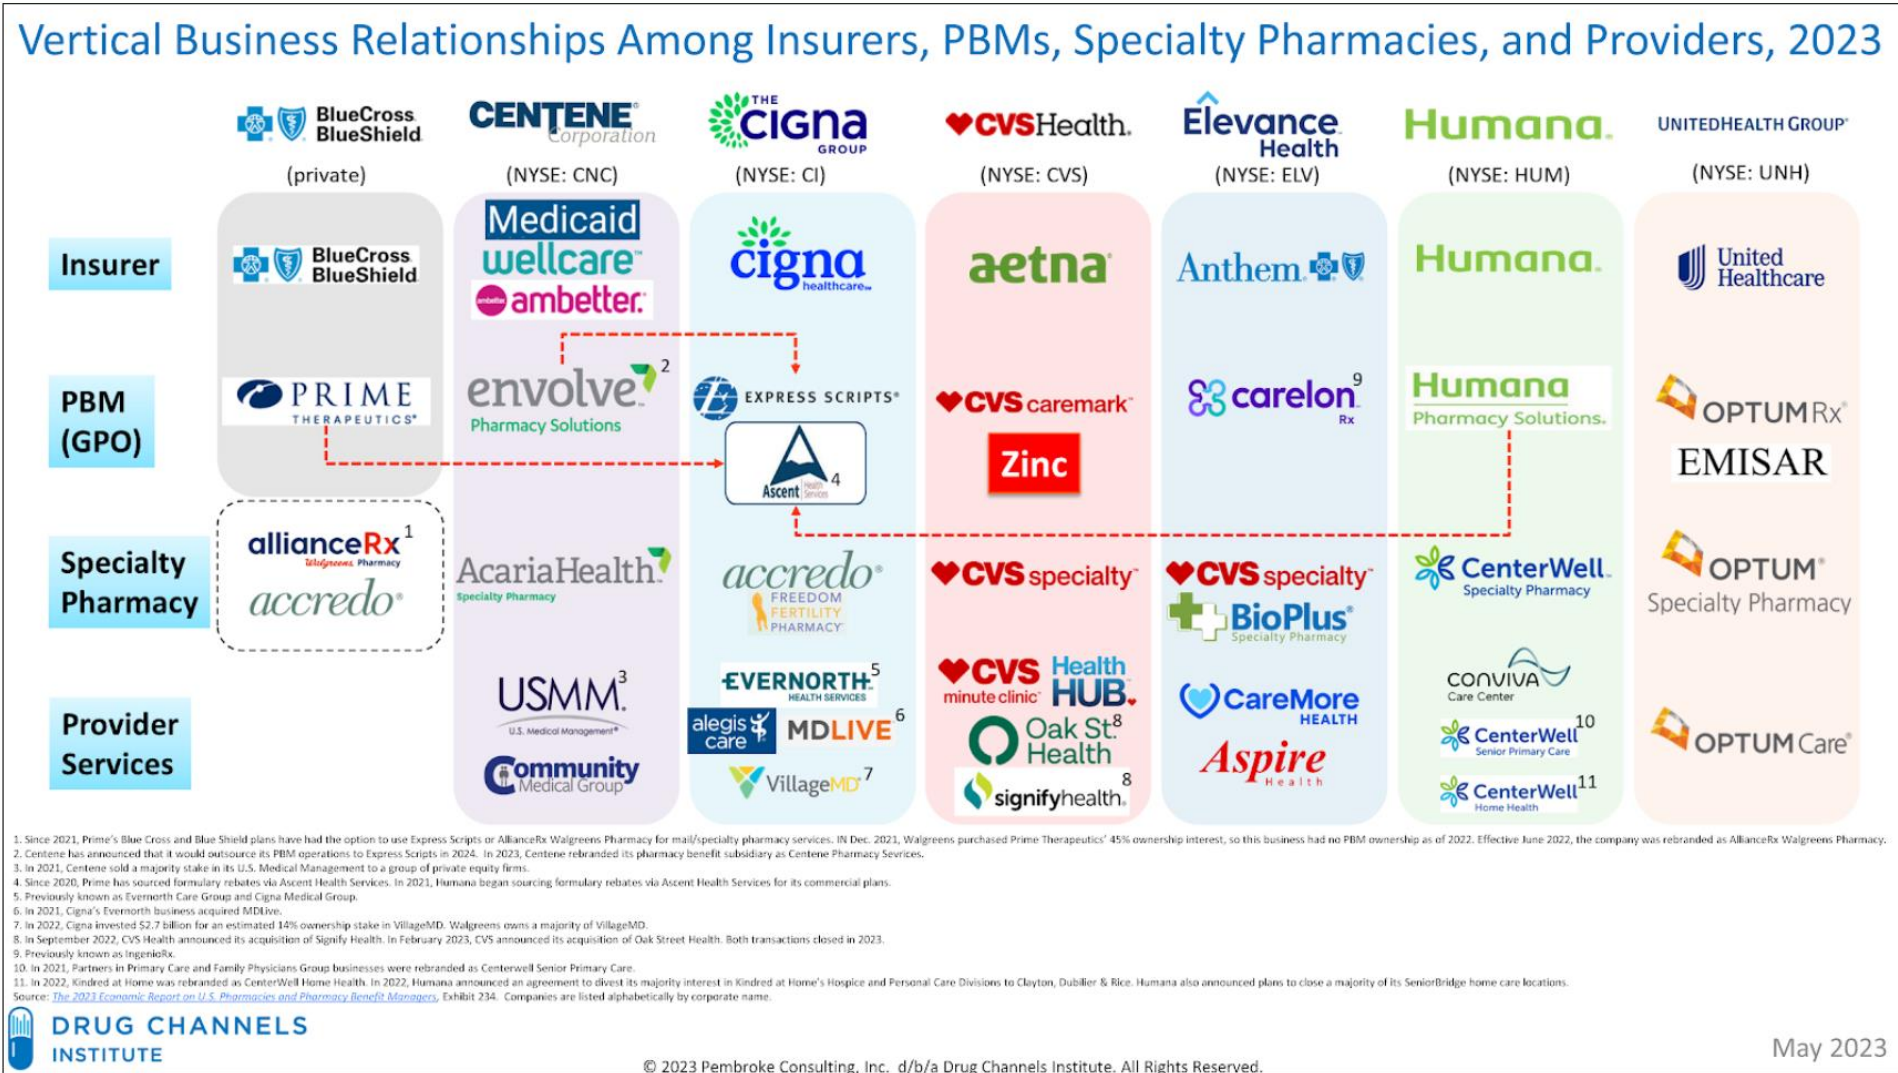 Vertical Business Relationships Among Insurers, PBMs, Specialty Pharmacies, and Providers, 2023
BlueCross
BlueShield
(private)
CENTENE
Corporation
(NYSE: CNC)
THE
cigna
GROUP
(NYSE: CI)
CVSHealth.
(NYSE: CVS)
Elevance
Health
(NYSE: ELV)
Humana.
(NYSE: HUM)
UNITEDHEALTH GROUP®
(NYSE: UNH)
Insurer
BlueCross
BlueShield
Medicaid
wellcare™
ambetter
ambetter.
cigna
healthcare
aetna
Anthem.
Humana.
United
Healthcare
PBM
(GPO)
PRIME
THERAPEUTICS®
envolve 2
Pharmacy Solutions
EXPRESS SCRIPTS®
Ascent Health Services 4
CVS caremark™
Zinc
carelon 9
Rx
Humana
Pharmacy Solutions.
OPTUMRx®
EMISAR
Specialty
Pharmacy
allianceRx 1
Walgreens Pharmacy
accredo®
AcariaHealth
Specialty Pharmacy
accredo®
FREEDOM
FERTILITY
PHARMACY
CVS specialty™
CVS specialty™
BioPlus®
Specialty Pharmacy
CenterWell
Specialty Pharmacy
OPTUM®
Specialty Pharmacy
Provider
Services
USMM. 3
U.S. Medical Management®
Community
Medical Group
EVERNORTH 5
HEALTH SERVICES
alegis
care
MDLIVE 6
VillageMD 7
CVS
minute clinic
Health
HUB
Oak St. 8
Health
signifyhealth. 8
CareMore
HEALTH
Aspire
Health
CONVIVA
Care Center
CenterWell 10
Senior Primary Care
CenterWell 11
Home Health
OPTUM Care®
1. Since 2021, Prime's Blue Cross and Blue Shield plans have had the option to use Express Scripts or AllianceRx Walgreens Pharmacy for mail/specialty pharmacy services. IN Dec. 2021, Walgreens purchased Prime Therapeutics' 45% ownership interest, so this business had no PBM ownership as of 2022. Effective June 2022, the company was rebranded as AllianceRx Walgreens Pharmacy.
2. Centene has announced that it would outsource its PBM operations to Express Scripts in 2024. In 2023, Centene rebranded its pharmacy benefit subsidiary as Centene Pharmacy Sevrices.
3. In 2021, Centene sold a majority stake in its U.S. Medical Management to a group of private equity firms.
4. Since 2020, Prime has sourced formulary rebates via Ascent Health Services. In 2021, Humana began sourcing formulary rebates via Ascent Health Services for its commercial plans.
5. Previously known as Evernorth Care Group and Cigna Medical Group.
6. In 2021, Cigna's Evernorth business acquired MDLive.
7. In 2022, Cigna invested $2.7 billion for an estimated 14% ownership stake in VillageMD. Walgreens owns a majority of VillageMD.
8. In September 2022, CVS Health announced its acquisition of Signify Health. In February 2023, CVS announced its acquisition of Oak Street Health. Both transactions closed in 2023.
9. Previously known as IngenioRx.
10. In 2021, Partners in Primary Care and Family Physicians Group businesses were rebranded as Centerwell Senior Primary Care.
11. In 2022, Kindred at Home was rebranded as CenterWell Home Health. In 2022, Humana announced an agreement to divest its majority interest in Kindred at Home's Hospice and Personal Care Divisions to Clayton, Dubilier & Rice. Humana also announced plans to close a majority of its SeniorBridge home care locations.
Source: The 2023 Economic Report on U.S. Pharmacies and Pharmacy Benefit Managers, Exhibit 234. Companies are listed alphabetically by corporate name.
DRUG CHANNELS
INSTITUTE
May 2023
© 2023 Pembroke Consulting, Inc. d/b/a Drug Channels Institute. All Rights Reserved.